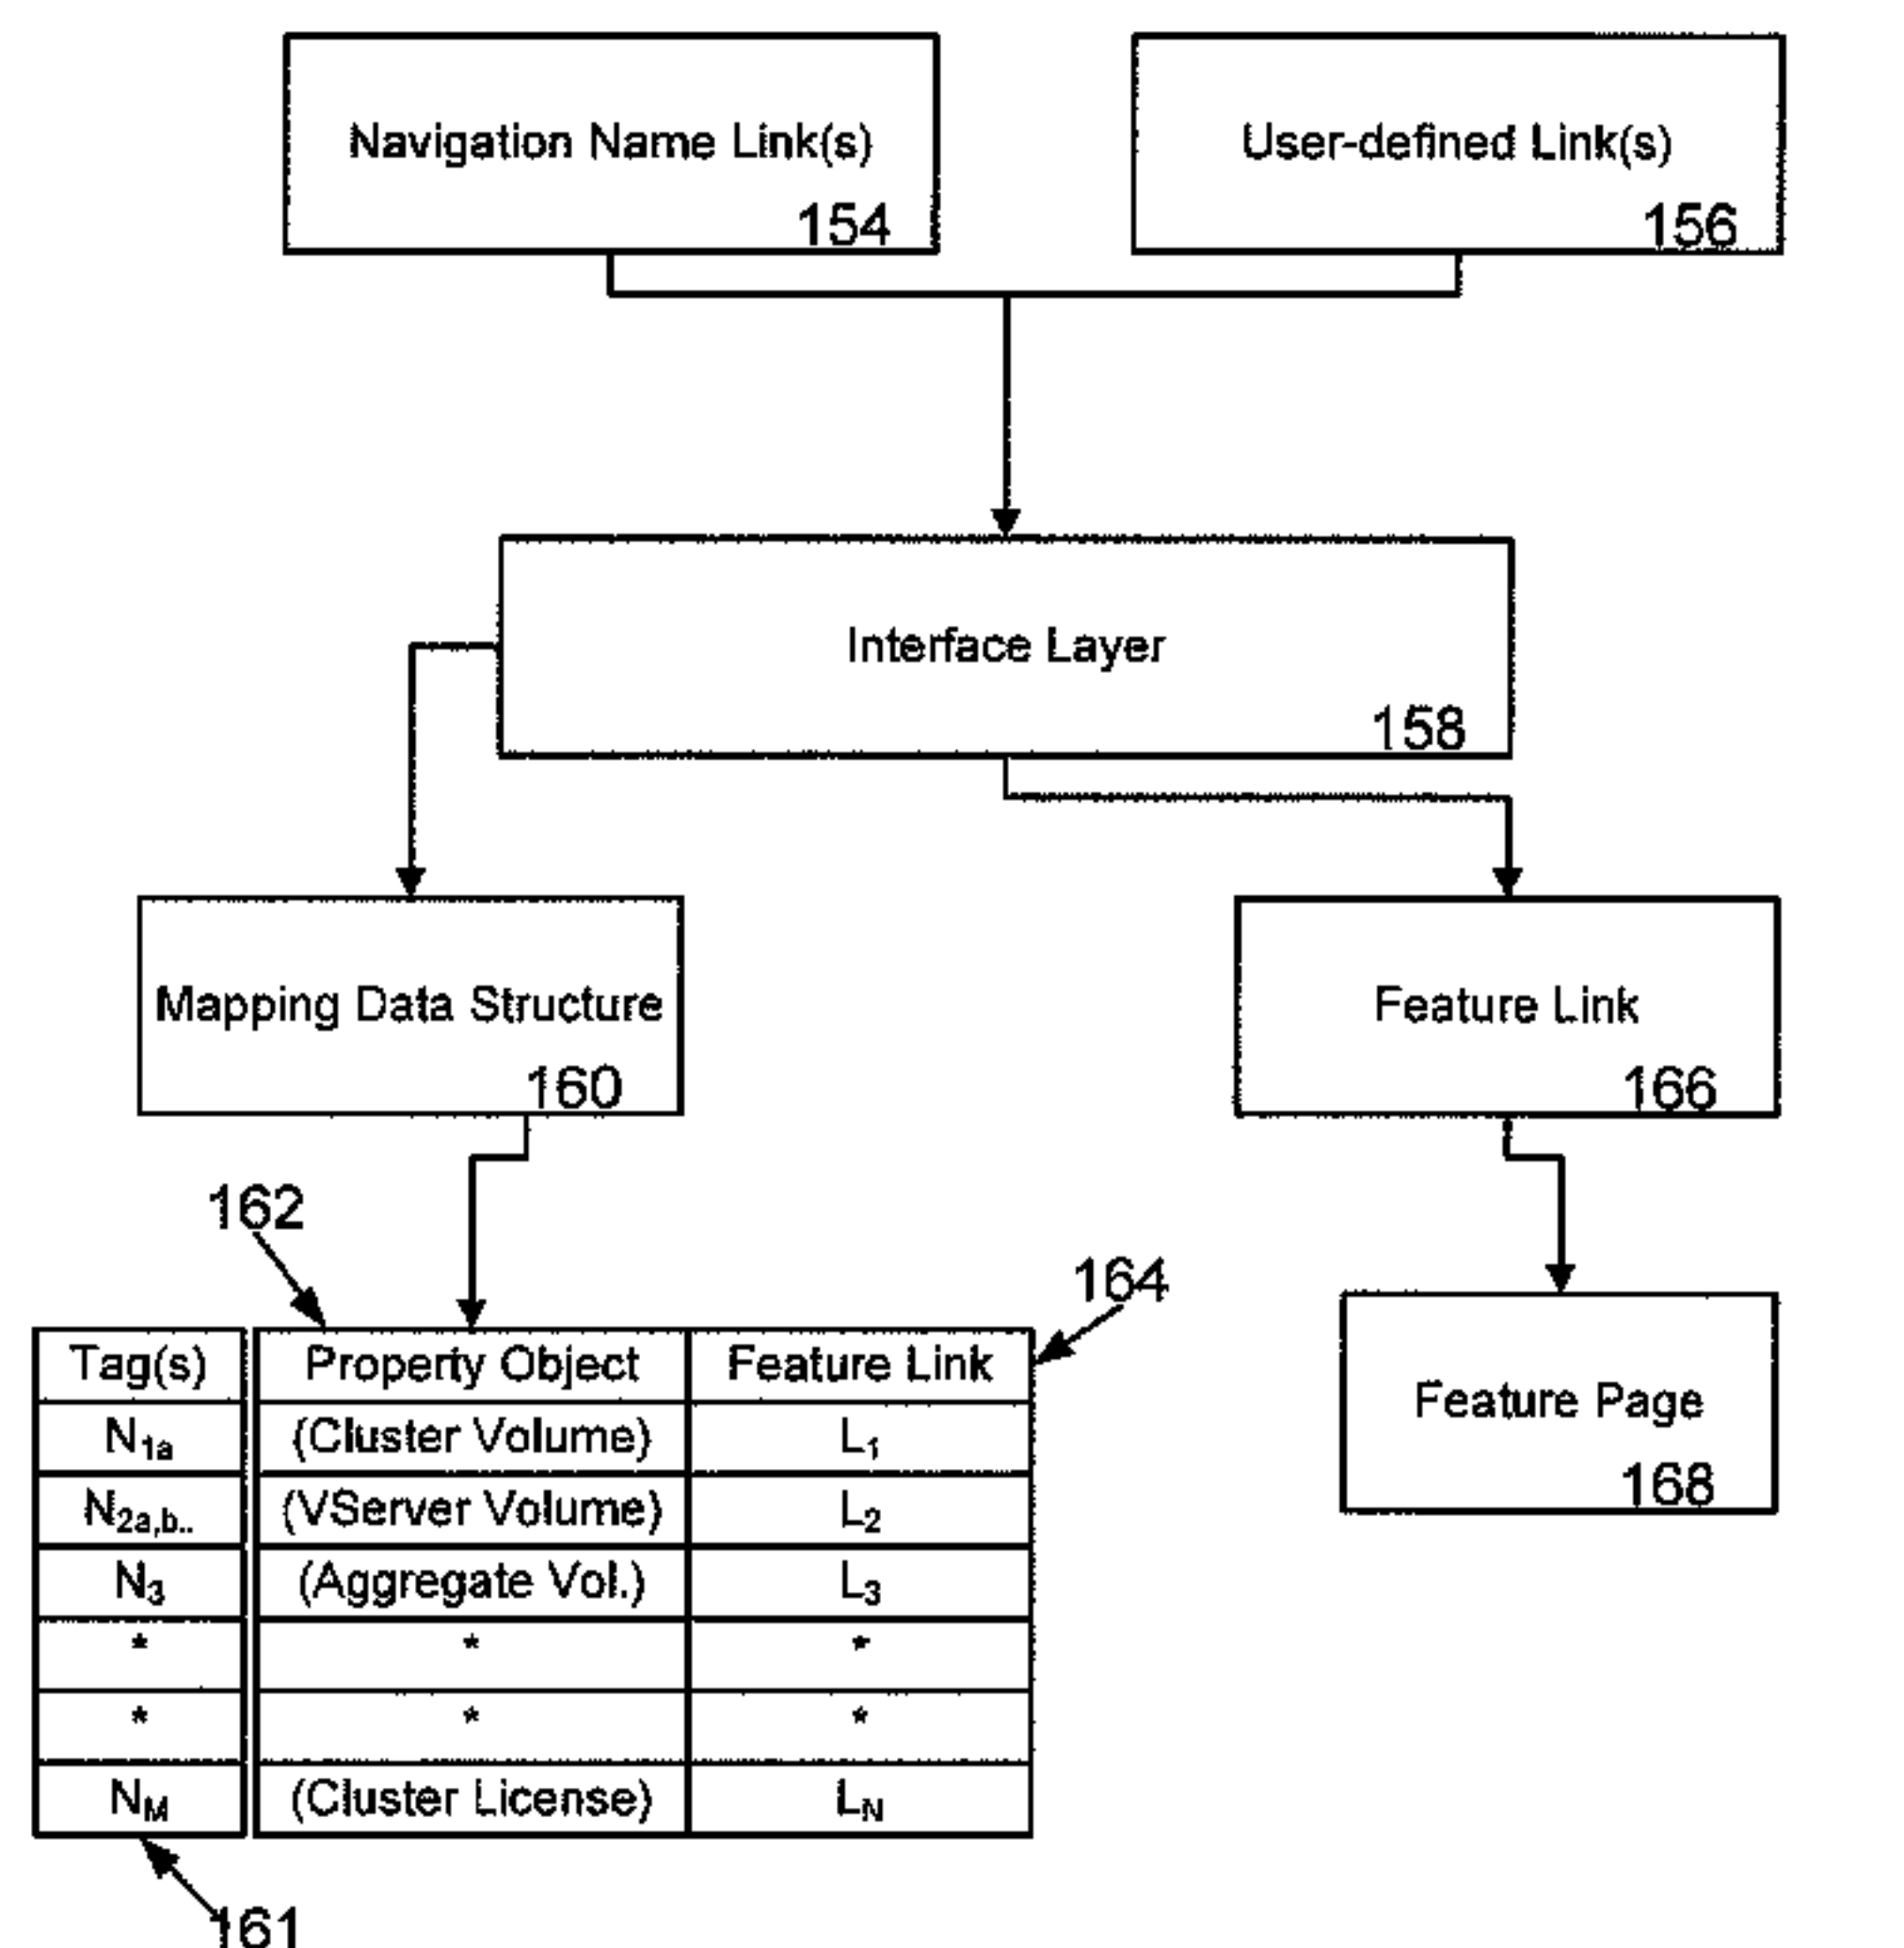 Navigation Name Link(s)
154
User-defined Link(s)
156
Interface Layer
158
Mapping Data Structure
160
Feature Link
166
162
164
Feature Page
168
Tag(s) Property Object Feature Link
N1a (Cluster Volume) L1
N2a,b.. (VServer Volume) L2
N3 (Aggregate Vol.) L3
* * *
* * *
NM (Cluster License) LN
161